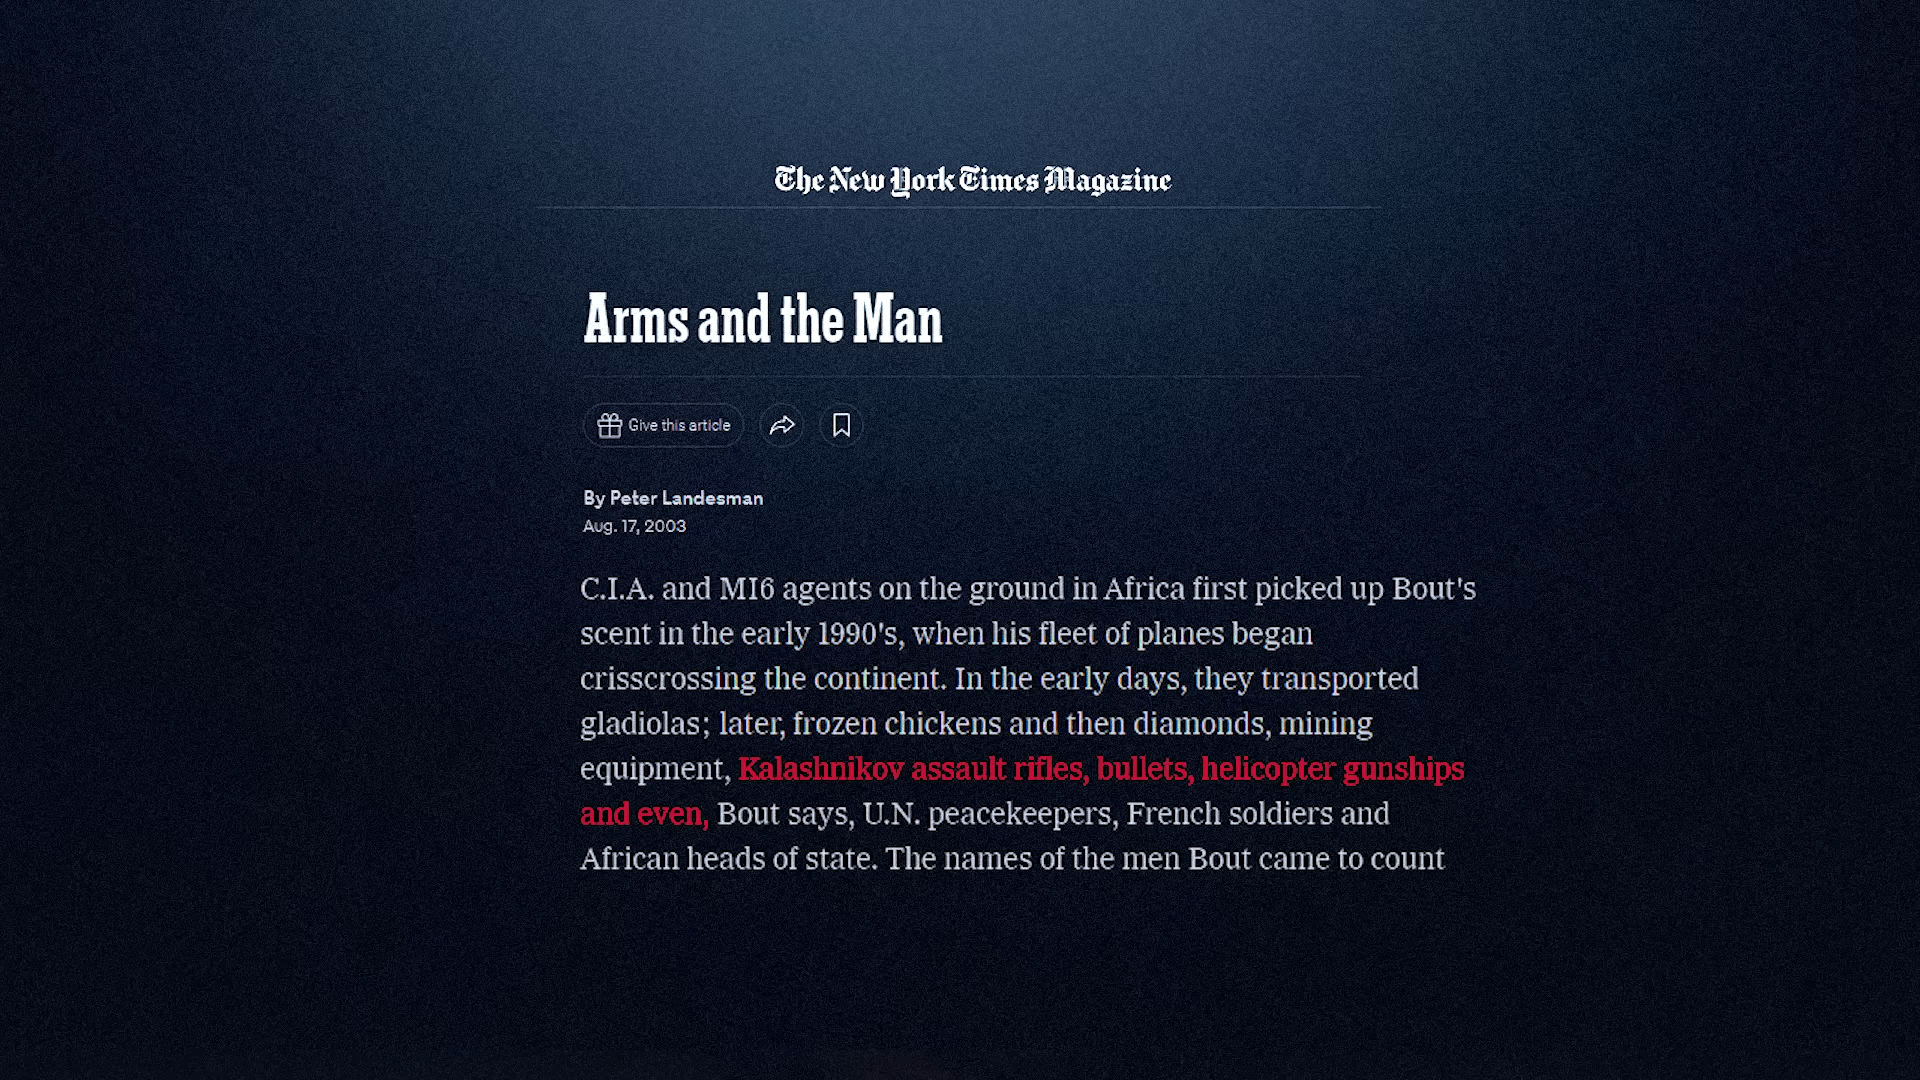 The New York Times Magazine
Arms and the Man
Give this article
By Peter Landesman
Aug. 17, 2003
C.I.A. and MI6 agents on the ground in Africa first picked up Bout's
scent in the early 1990's, when his fleet of planes began
crisscrossing the continent. In the early days, they transported
gladiolas; later, frozen chickens and then diamonds, mining
equipment, Kalashnikov assault rifles, bullets, helicopter gunships
and even, Bout says, U.N. peacekeepers, French soldiers and
African heads of state. The names of the men Bout came to count